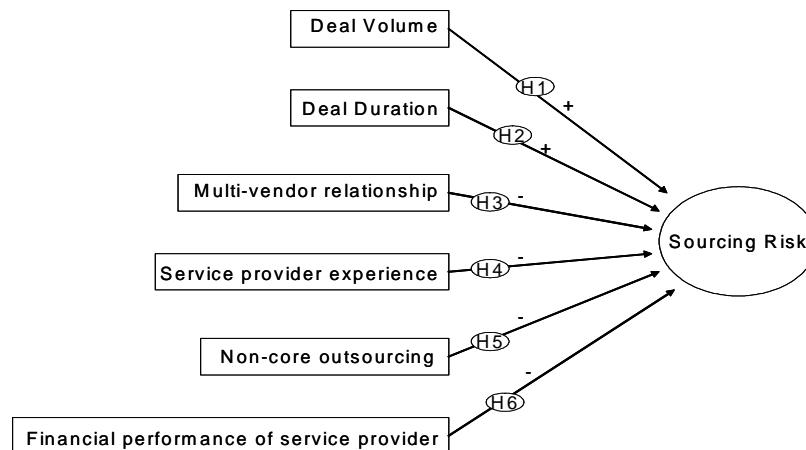 Deal Volume
H1
+
Deal Duration
H2
+
Multi-vendor relationship
H3
-
Sourcing Risk
Service provider experience
H4
-
Non-core outsourcing
H5
-
Financial performance of service provider
H6
-